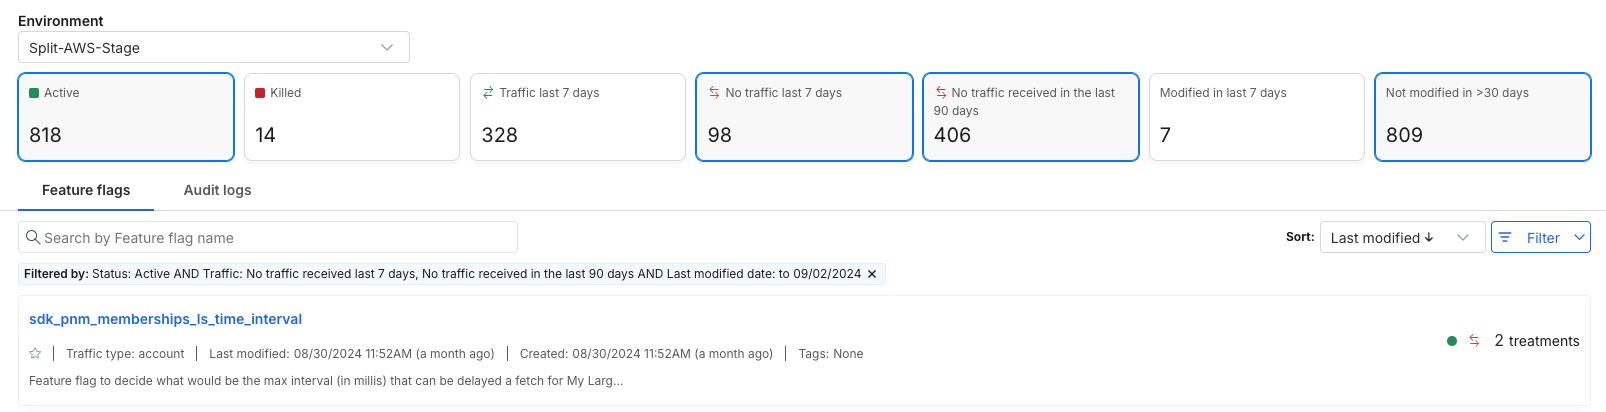 Environment
Split-AWS-Stage
Active
818
Killed
14
Traffic last 7 days
328
No traffic last 7 days
98
No traffic received in the last
90 days
406
Modified in last 7 days
7
Not modified in >30 days
809
Feature flags
Audit logs
Search by Feature flag name
Sort:
Last modified ↓
Filter
Filtered by: Status: Active AND Traffic: No traffic received last 7 days, No traffic received in the last 90 days AND Last modified date: to 09/02/2024 ✕
sdk_pnm_memberships_ls_time_interval
Traffic type: account | Last modified: 08/30/2024 11:52AM (a month ago) | Created: 08/30/2024 11:52AM (a month ago) | Tags: None
2 treatments
Feature flag to decide what would be the max interval (in millis) that can be delayed a fetch for My Larg...